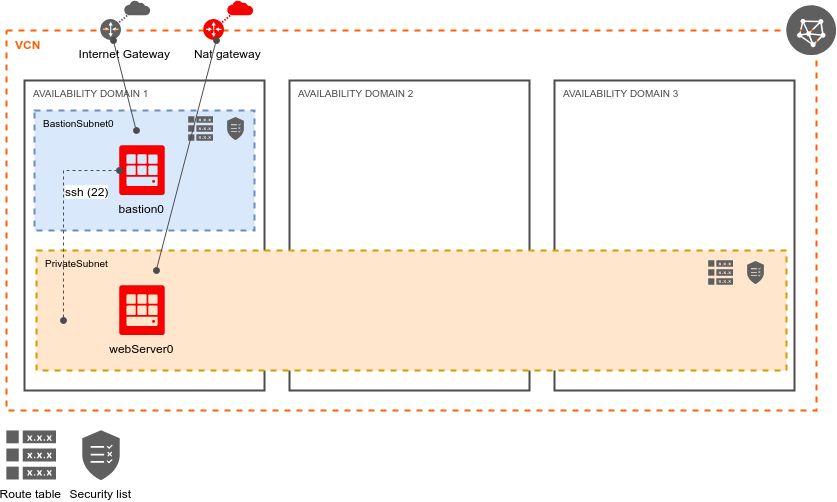 VCN
Internet Gateway
Nat gateway
AVAILABILITY DOMAIN 1
AVAILABILITY DOMAIN 2
AVAILABILITY DOMAIN 3
BastionSubnet0
x.x.x
x.x.x
x.x.x
ssh (22)
bastion0
PrivateSubnet
x.x.x
x.x.x
x.x.x
webServer0
x.x.x
x.x.x
x.x.x
Route table
Security list